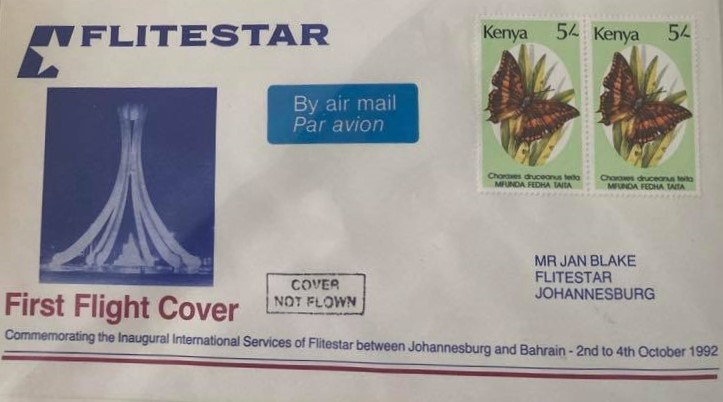 FLITESTAR
By air mail
Par avion
Kenya 5/-
Charaxes druceanus teita
MFUNDA FEDHA TAITA
Kenya 5/-
Charaxes druceanus teita
MFUNDA FEDHA TAITA
MR JAN BLAKE
FLITESTAR
JOHANNESBURG
COVER
NOT FLOWN
First Flight Cover
Commemorating the Inaugural International Services of Flitestar between Johannesburg and Bahrain - 2nd to 4th October 1992